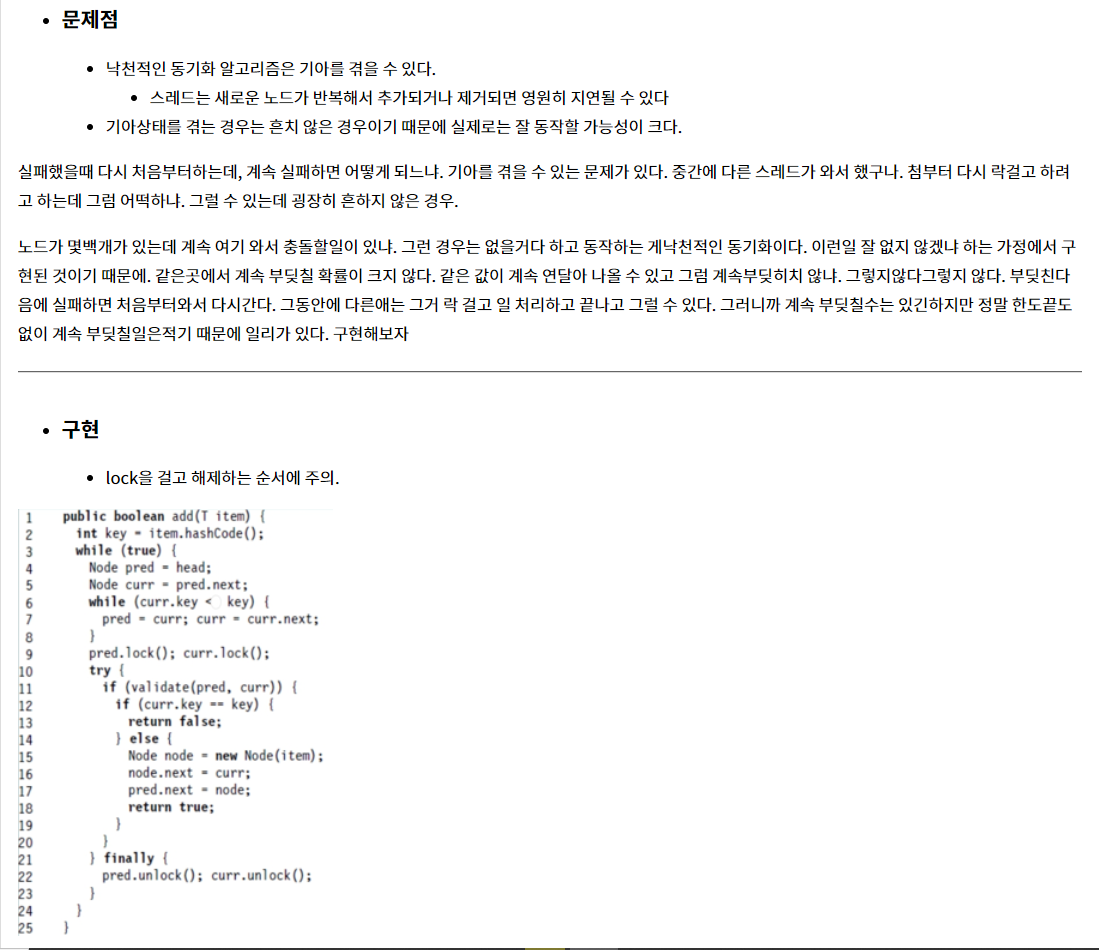 문제점
낙천적인 동기화 알고리즘은 기아를 겪을 수 있다.
스레드는 새로운 노드가 반복해서 추가되거나 제거되면 영원히 지연될 수 있다
기아상태를 겪는 경우는 흔치 않은 경우이기 때문에 실제로는 잘 동작할 가능성이 크다.
실패했을때 다시 처음부터하는데, 계속 실패하면 어떻게 되느냐. 기아를 겪을 수 있는 문제가 있다. 중간에 다른 스레드가 와서 했구나. 첨부터 다시 락걸고 하려
고 하는데 그럼 어떡하냐. 그럴 수 있는데 굉장히 흔하지 않은 경우.
노드가 몇백개가 있는데 계속 여기 와서 충돌할일이 있냐. 그런 경우는 없을거다 하고 동작하는 게낙천적인 동기화이다. 이런일 잘 없지 않겠냐 하는 가정에서 구
현된 것이기 때문에. 같은곳에서 계속 부딪칠 확률이 크지 않다. 같은 값이 계속 연달아 나올 수 있고 그럼 계속부딪히치 않냐. 그렇지않다그렇지 않다. 부딪친다
음에 실패하면 처음부터와서 다시간다. 그동안에 다른애는 그거 락 걸고 일 처리하고 끝나고 그럴 수 있다. 그러니까 계속 부딪칠수는 있긴하지만 정말 한도끝도
없이 계속 부딪칠일은적기 때문에 일리가 있다. 구현해보자
구현
lock을 걸고 해제하는 순서에 주의.
1 public boolean add(T item) {
2 int key = item.hashCode();
3 while (true) {
4 Node pred = head;
5 Node curr = pred.next;
6 while (curr.key < key) {
7 pred = curr; curr = curr.next;
8 }
9 pred.lock(); curr.lock();
10 try {
11 if (validate(pred, curr)) {
12 if (curr.key == key) {
13 return false;
14 } else {
15 Node node = new Node(item);
16 node.next = curr;
17 pred.next = node;
18 return true;
19 }
20 }
21 } finally {
22 pred.unlock(); curr.unlock();
23 }
24 }
25 }